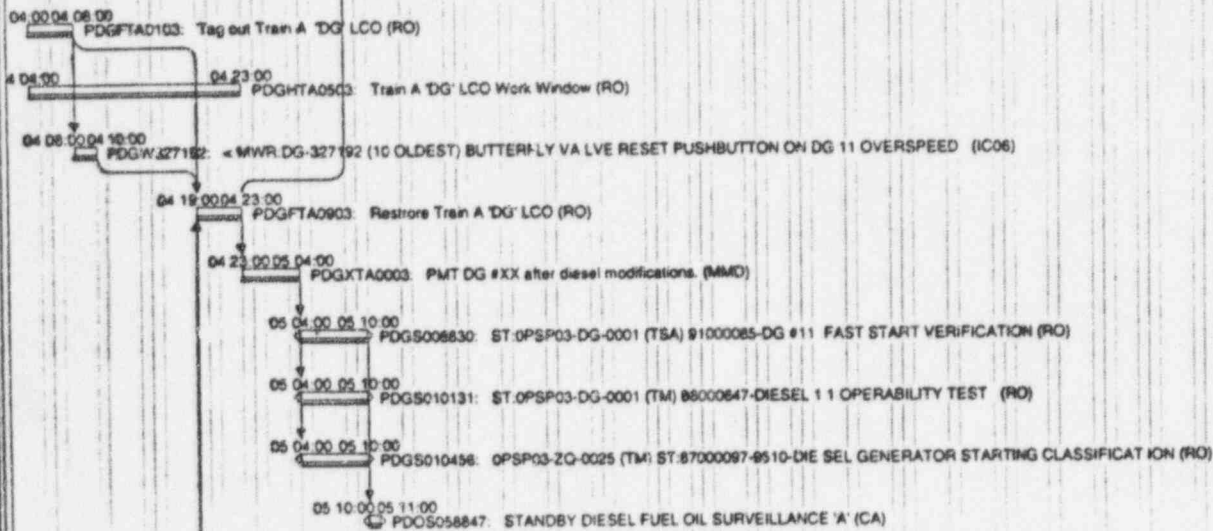 04 00:00 04 08:00
PDGFTA0103: Tag out Train A 'DG' LCO (RO)
4 04:00 04 23:00
PDGHTA0503: Train A 'DG' LCO Work Window (RO)
04 08:00 04 10:00
PDGW327192: < MWR:DG-327192 (10 OLDEST) BUTTERFLY VA LVE RESET PUSHBUTTON ON DG 11 OVERSPEED (IC06)
04 19:00 04 23:00
PDGFTA0903: Restrore Train A 'DG' LCO (RO)
04 23:00 05 04:00
PDGXTA0003: PMT DG #XX after diesel modifications. (MMD)
05 04:00 05 10:00
PDGS008830: ST:0PSP03-DG-0001 (TSA) 91000085-DG #11 FAST START VERIFICATION (RO)
05 04:00 05 10:00
PDGS010131: ST:0PSP03-DG-0001 (TM) 88000647-DIESEL 1 1 OPERABILITY TEST (RO)
05 04:00 05 10:00
PDGS010456: 0PSP03-ZQ-0025 (TM) ST:87000097-9510-DIE SEL GENERATOR STARTING CLASSIFICAT ION (RO)
05 10:00 05 11:00
PDOS058847: STANDBY DIESEL FUEL OIL SURVEILLANCE 'A' (CA)